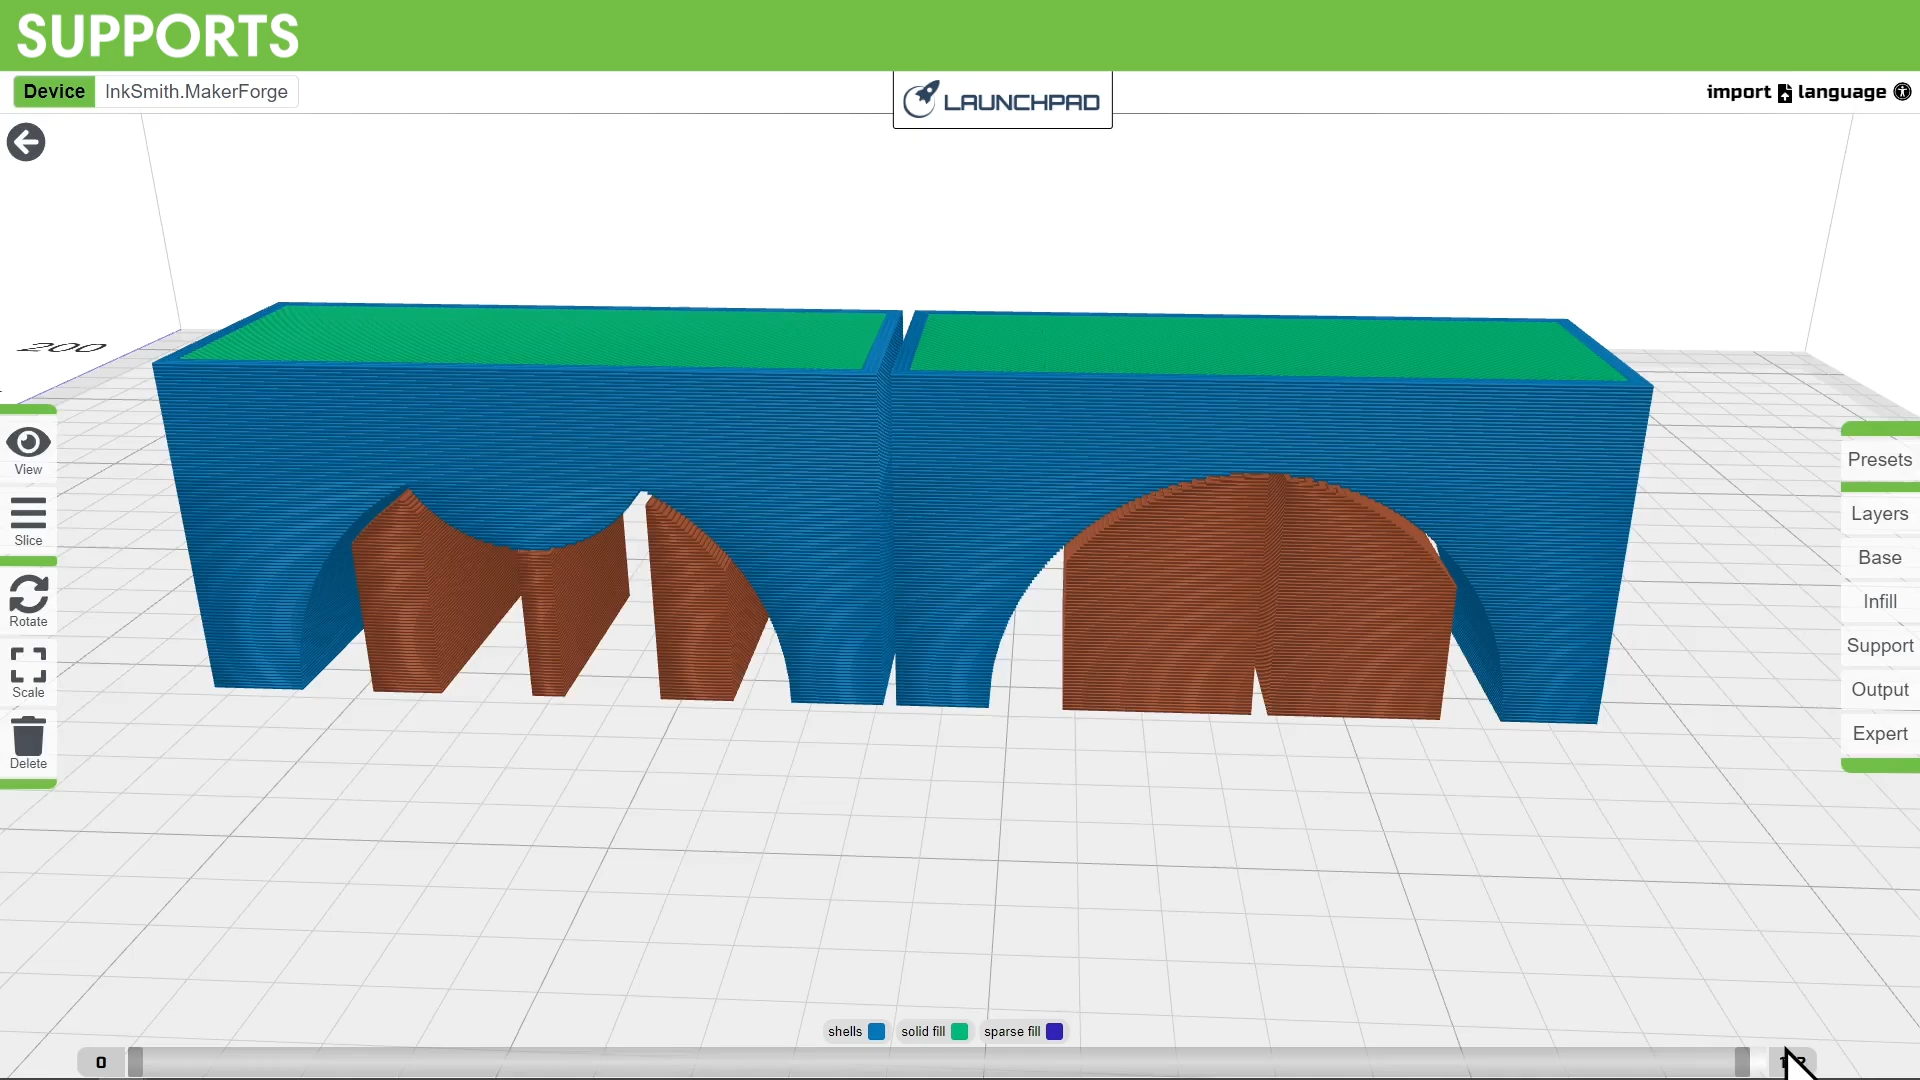 SUPPORTS
Device InkSmith.MakerForge
LAUNCHPAD
import language
200
View
Slice
Rotate
Scale
Delete
Presets
Layers
Base
Infill
Support
Output
Expert
shells solid fill sparse fill
0